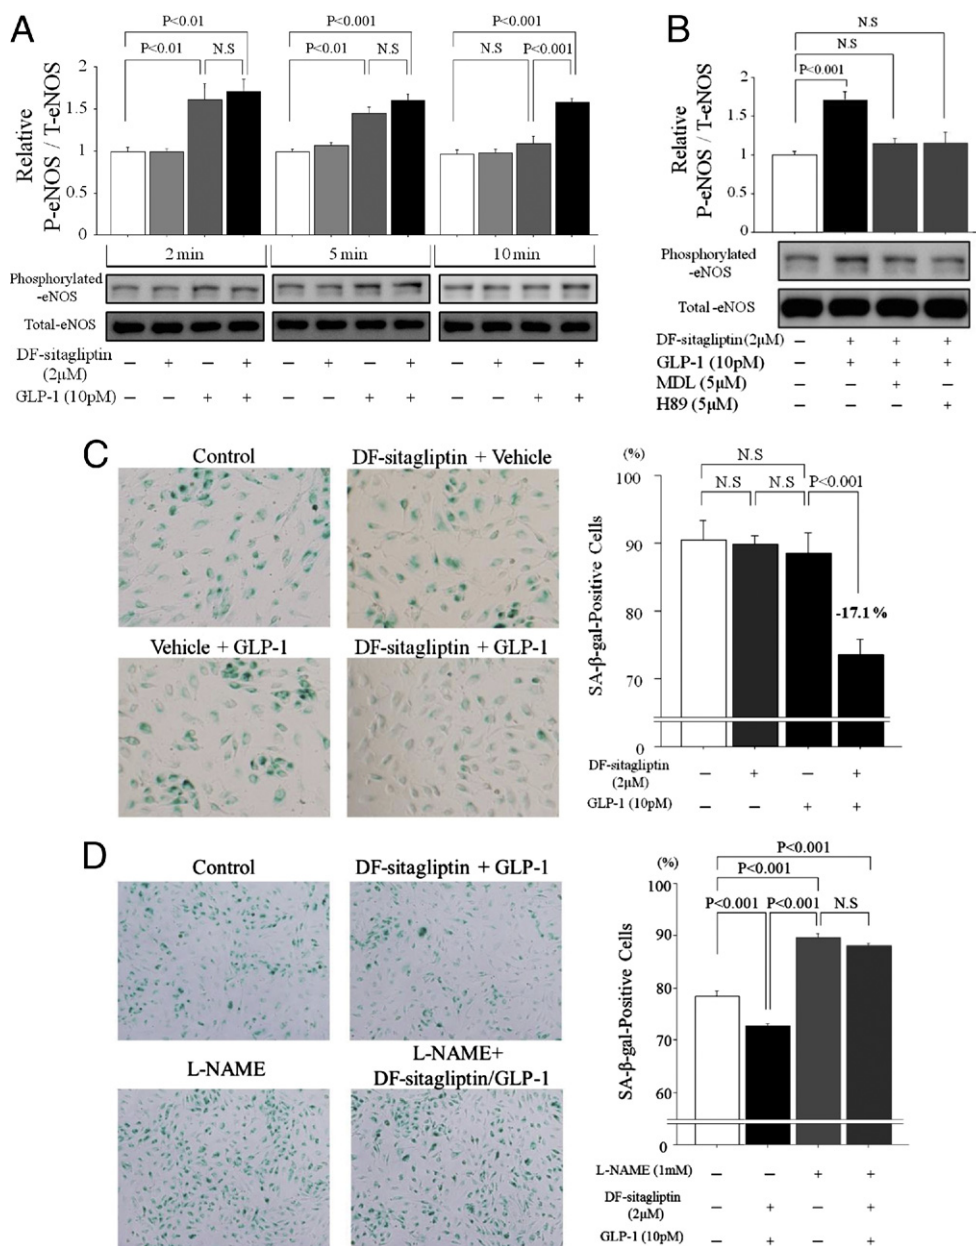 A
P<0.01
P<0.01
N.S
P<0.001
P<0.01
N.S
P<0.001
N.S
P<0.001
Relative
P-eNOS / T-eNOS
2
1.5
1
0.5
0
2 min
5 min
10 min
Phosphorylated
-eNOS
Total-eNOS
DF-sitagliptin
(2μM)
– + – + – + – + – + – +
GLP-1 (10pM)
– – + + – – + + – – + +
B
N.S
N.S
P<0.001
Relative
P-eNOS / T-eNOS
2
1.5
1
0.5
0
Phosphorylated
-eNOS
Total-eNOS
DF-sitagliptin (2μM) – + + +
GLP-1 (10pM) – + + +
MDL (5μM) – – + –
H89 (5μM) – – – +
C
Control
DF-sitagliptin + Vehicle
Vehicle + GLP-1
DF-sitagliptin + GLP-1
(%)
N.S
N.S
N.S
P<0.001
-17.1%
SA-β-gal-Positive Cells
100
90
80
70
0
DF-sitagliptin
(2μM)
– + – +
GLP-1 (10pM) – – + +
D
Control
DF-sitagliptin + GLP-1
L-NAME
L-NAME+
DF-sitagliptin/GLP-1
(%)
P<0.001
P<0.001
P<0.001
P<0.001
N.S
SA-β-gal-Positive Cells
100
90
80
70
60
0
L-NAME (1mM) – – + +
DF-sitagliptin
(2μM)
– + – +
GLP-1 (10pM) – + – +